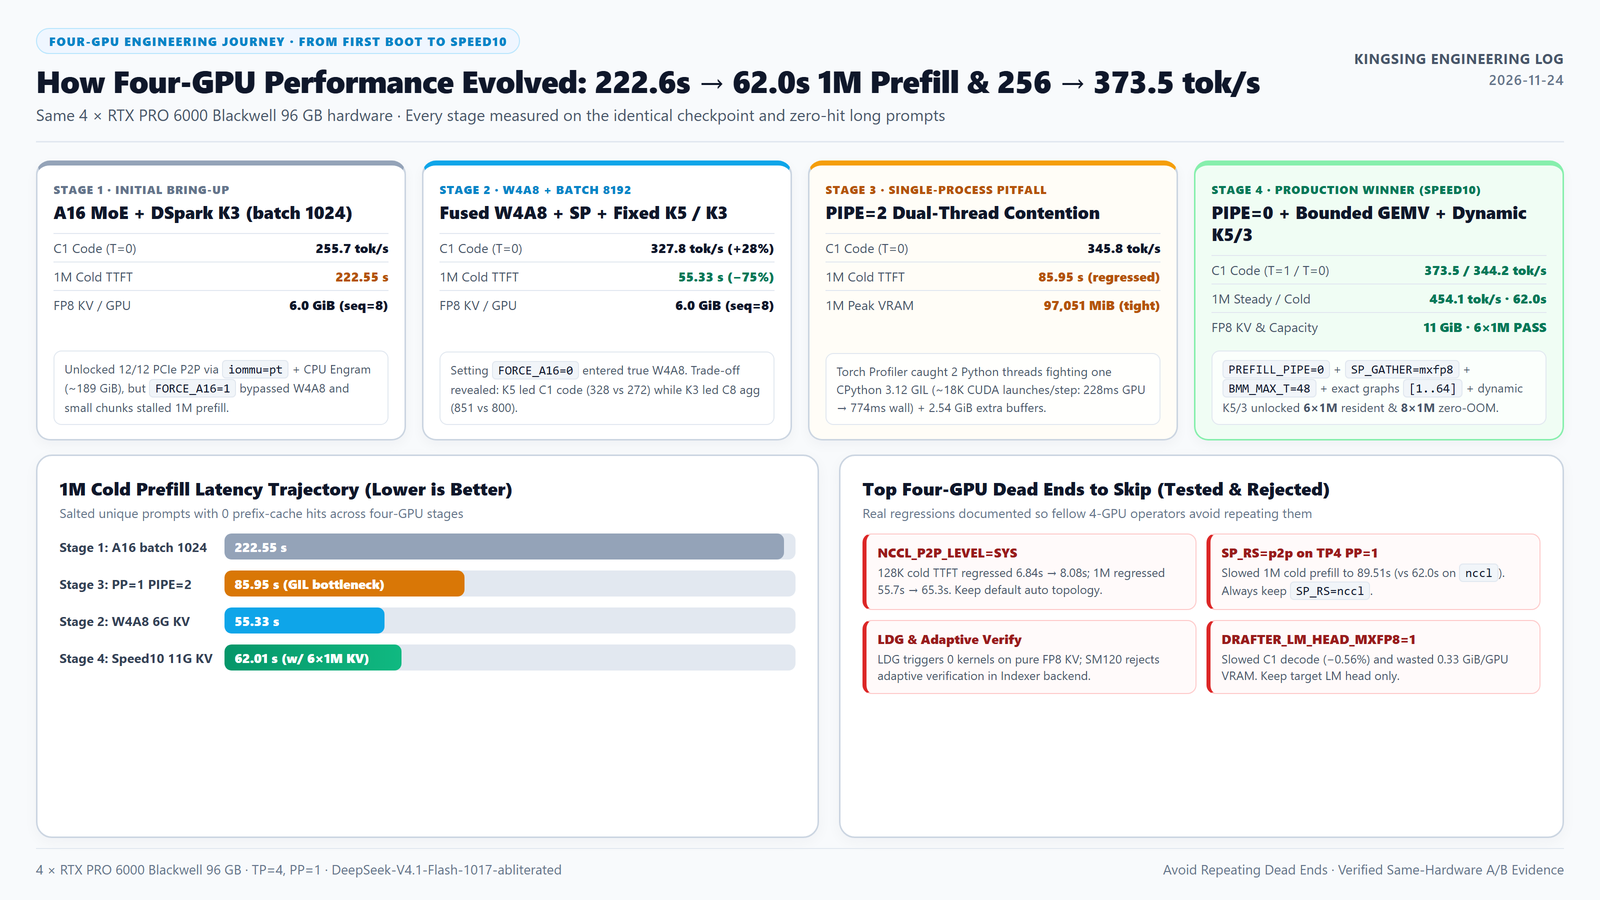 FOUR-GPU ENGINEERING JOURNEY · FROM FIRST BOOT TO SPEED10
How Four-GPU Performance Evolved: 222.6s → 62.0s 1M Prefill & 256 → 373.5 tok/s
Same 4 × RTX PRO 6000 Blackwell 96 GB hardware · Every stage measured on the identical checkpoint and zero-hit long prompts
KINGSING ENGINEERING LOG
2026-11-24
STAGE 1 · INITIAL BRING-UP
A16 MoE + DSpark K3 (batch 1024)
C1 Code (T=0) 255.7 tok/s
1M Cold TTFT 222.55 s
FP8 KV / GPU 6.0 GiB (seq=8)
Unlocked 12/12 PCIe P2P via iommu=pt + CPU Engram
(~189 GiB), but FORCE_A16=1 bypassed W4A8 and
small chunks stalled 1M prefill.
STAGE 2 · W4A8 + BATCH 8192
Fused W4A8 + SP + Fixed K5 / K3
C1 Code (T=0) 327.8 tok/s (+28%)
1M Cold TTFT 55.33 s (−75%)
FP8 KV / GPU 6.0 GiB (seq=8)
Setting FORCE_A16=0 entered true W4A8. Trade-off
revealed: K5 led C1 code (328 vs 272) while K3 led C8 agg
(851 vs 800).
STAGE 3 · SINGLE-PROCESS PITFALL
PIPE=2 Dual-Thread Contention
C1 Code (T=0) 345.8 tok/s
1M Cold TTFT 85.95 s (regressed)
1M Peak VRAM 97,051 MiB (tight)
Torch Profiler caught 2 Python threads fighting one
CPython 3.12 GIL (~18K CUDA launches/step: 228ms GPU
→ 774ms wall) + 2.54 GiB extra buffers.
STAGE 4 · PRODUCTION WINNER (SPEED10)
PIPE=0 + Bounded GEMV + Dynamic
K5/3
C1 Code (T=1 / T=0) 373.5 / 344.2 tok/s
1M Steady / Cold 454.1 tok/s · 62.0s
FP8 KV & Capacity 11 GiB · 6×1M PASS
PREFILL_PIPE=0 + SP_GATHER=mxfp8 +
BMM_MAX_T=48 + exact graphs [1..64] + dynamic
K5/3 unlocked 6×1M resident & 8×1M zero-OOM.
1M Cold Prefill Latency Trajectory (Lower is Better)
Salted unique prompts with 0 prefix-cache hits across four-GPU stages
Stage 1: A16 batch 1024 222.55 s
Stage 3: PP=1 PIPE=2 85.95 s (GIL bottleneck)
Stage 2: W4A8 6G KV 55.33 s
Stage 4: Speed10 11G KV 62.01 s (w/ 6×1M KV)
Top Four-GPU Dead Ends to Skip (Tested & Rejected)
Real regressions documented so fellow 4-GPU operators avoid repeating them
NCCL_P2P_LEVEL=SYS
128K cold TTFT regressed 6.84s → 8.08s; 1M regressed
55.7s → 65.3s. Keep default auto topology.
SP_RS=p2p on TP4 PP=1
Slowed 1M cold prefill to 89.51s (vs 62.0s on nccl ).
Always keep SP_RS=nccl .
LDG & Adaptive Verify
LDG triggers 0 kernels on pure FP8 KV; SM120 rejects
adaptive verification in Indexer backend.
DRAFTER_LM_HEAD_MXFP8=1
Slowed C1 decode (−0.56%) and wasted 0.33 GiB/GPU
VRAM. Keep target LM head only.
4 × RTX PRO 6000 Blackwell 96 GB · TP=4, PP=1 · DeepSeek-V4.1-Flash-1017-abliterated
Avoid Repeating Dead Ends · Verified Same-Hardware A/B Evidence